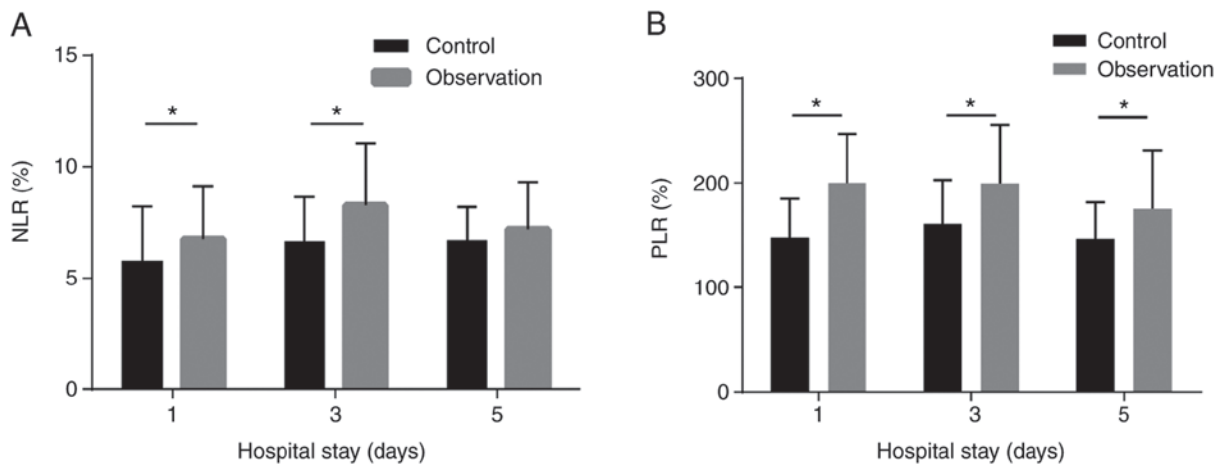 A
Control
Observation
15
10
5
0
NLR (%)
*
*
1 3 5
Hospital stay (days)
B
Control
Observation
300
200
100
0
PLR (%)
*
*
*
1 3 5
Hospital stay (days)